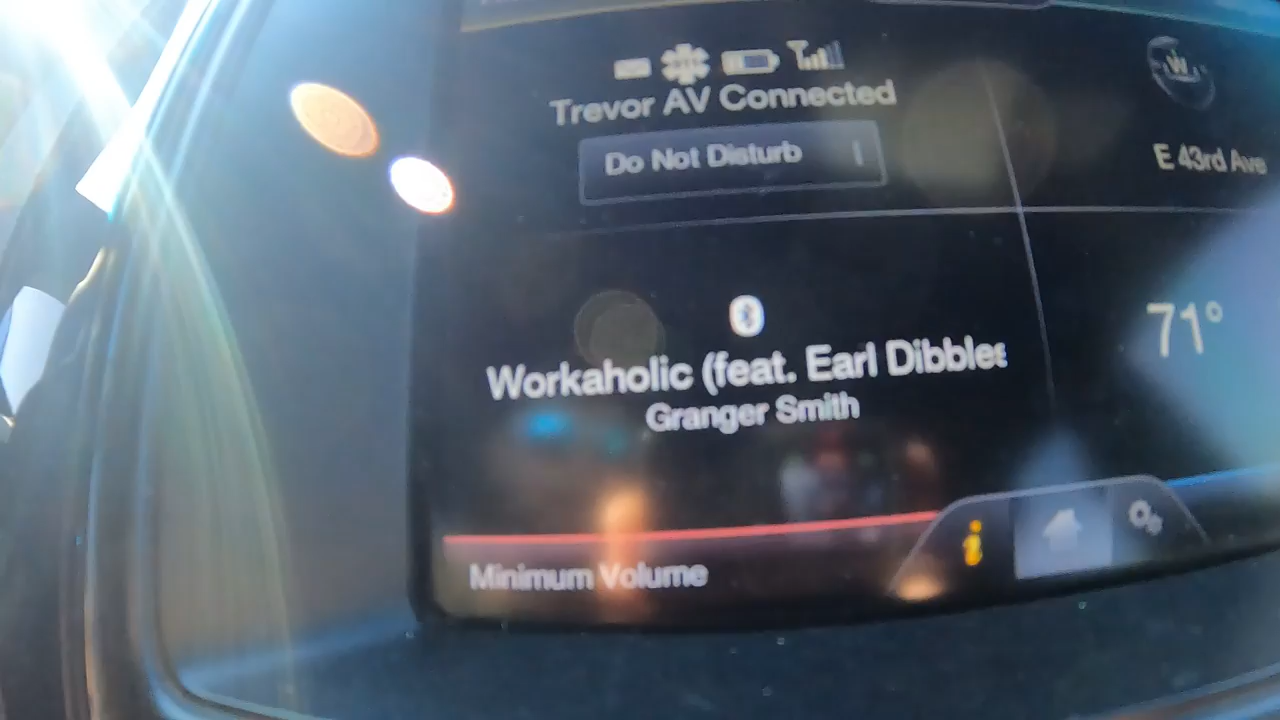 Trevor AV Connected
Do Not Disturb
W
E 43rd Ave
Workaholic (feat. Earl Dibbles
Granger Smith
71°
i
Minimum Volume